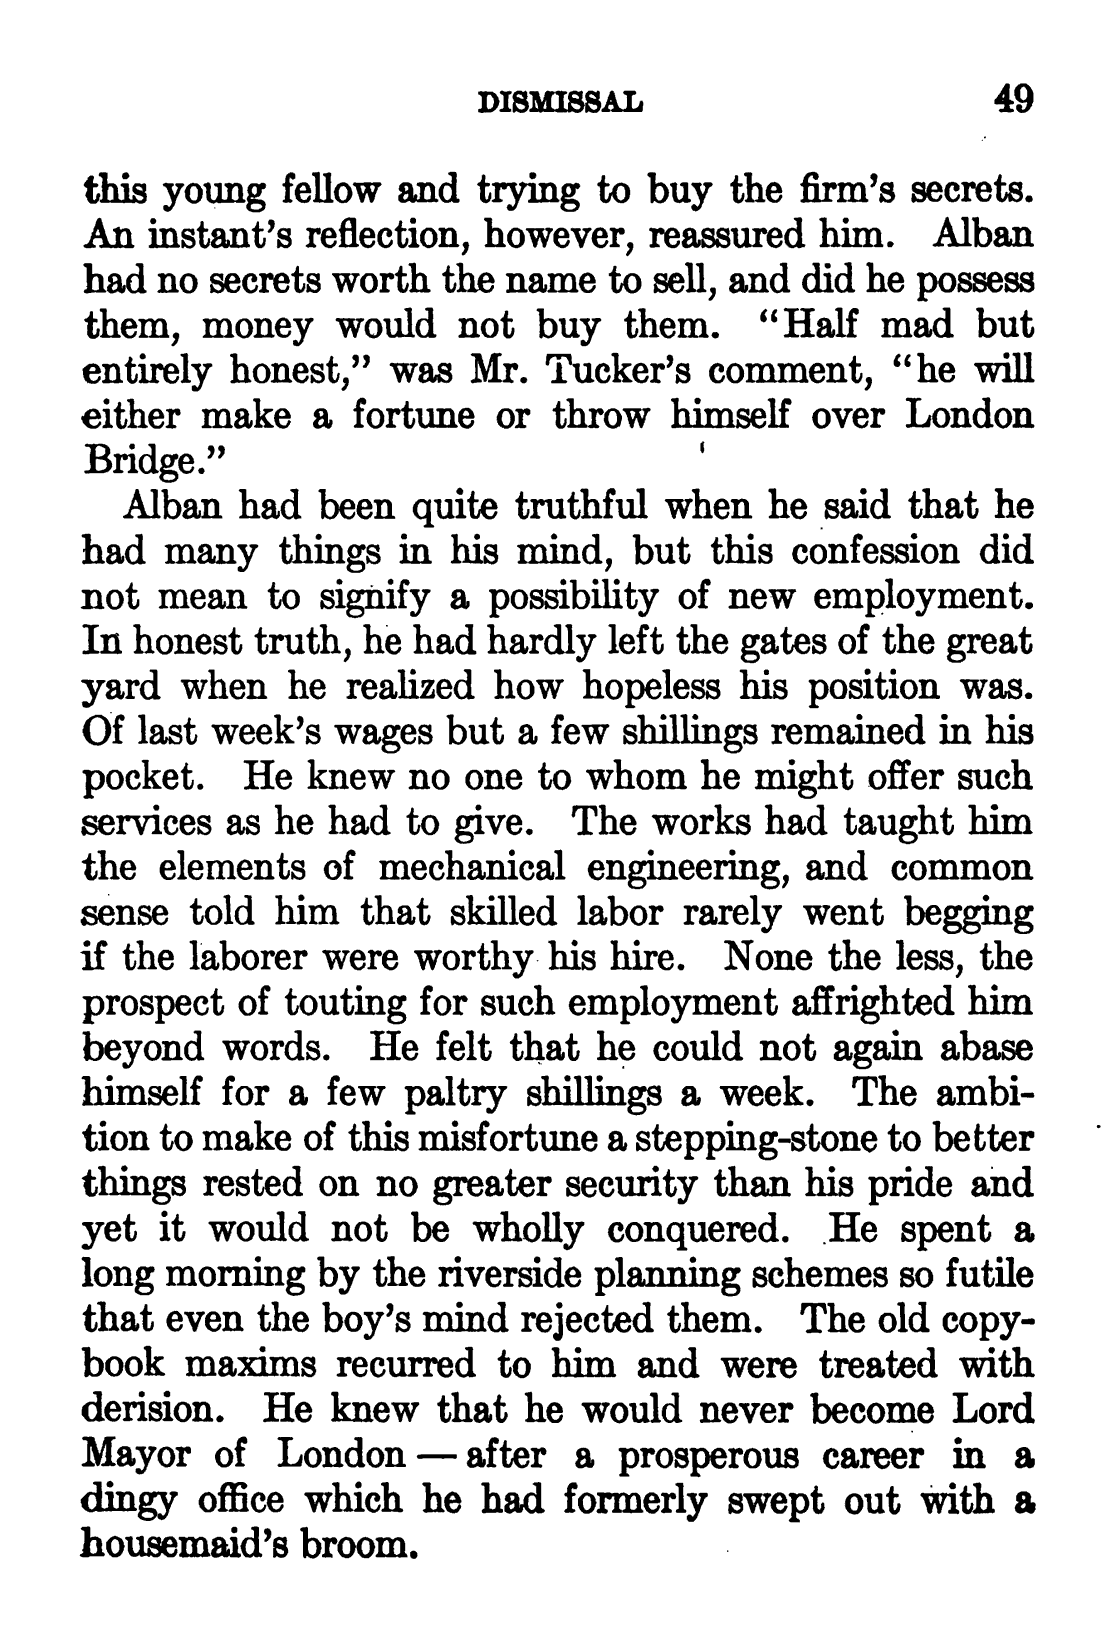 DISMISSAL 49
this young fellow and trying to buy the firm's secrets.
An instant's reflection, however, reassured him. Alban
had no secrets worth the name to sell, and did he possess
them, money would not buy them. "Half mad but
entirely honest," was Mr. Tucker's comment, "he will
either make a fortune or throw himself over London
Bridge."
Alban had been quite truthful when he said that he
had many things in his mind, but this confession did
not mean to signify a possibility of new employment.
In honest truth, he had hardly left the gates of the great
yard when he realized how hopeless his position was.
Of last week's wages but a few shillings remained in his
pocket. He knew no one to whom he might offer such
services as he had to give. The works had taught him
the elements of mechanical engineering, and common
sense told him that skilled labor rarely went begging
if the laborer were worthy his hire. None the less, the
prospect of touting for such employment affrighted him
beyond words. He felt that he could not again abase
himself for a few paltry shillings a week. The ambi-
tion to make of this misfortune a stepping-stone to better
things rested on no greater security than his pride and
yet it would not be wholly conquered. He spent a
long morning by the riverside planning schemes so futile
that even the boy's mind rejected them. The old copy-
book maxims recurred to him and were treated with
derision. He knew that he would never become Lord
Mayor of London — after a prosperous career in a
dingy office which he had formerly swept out with a
housemaid's broom.